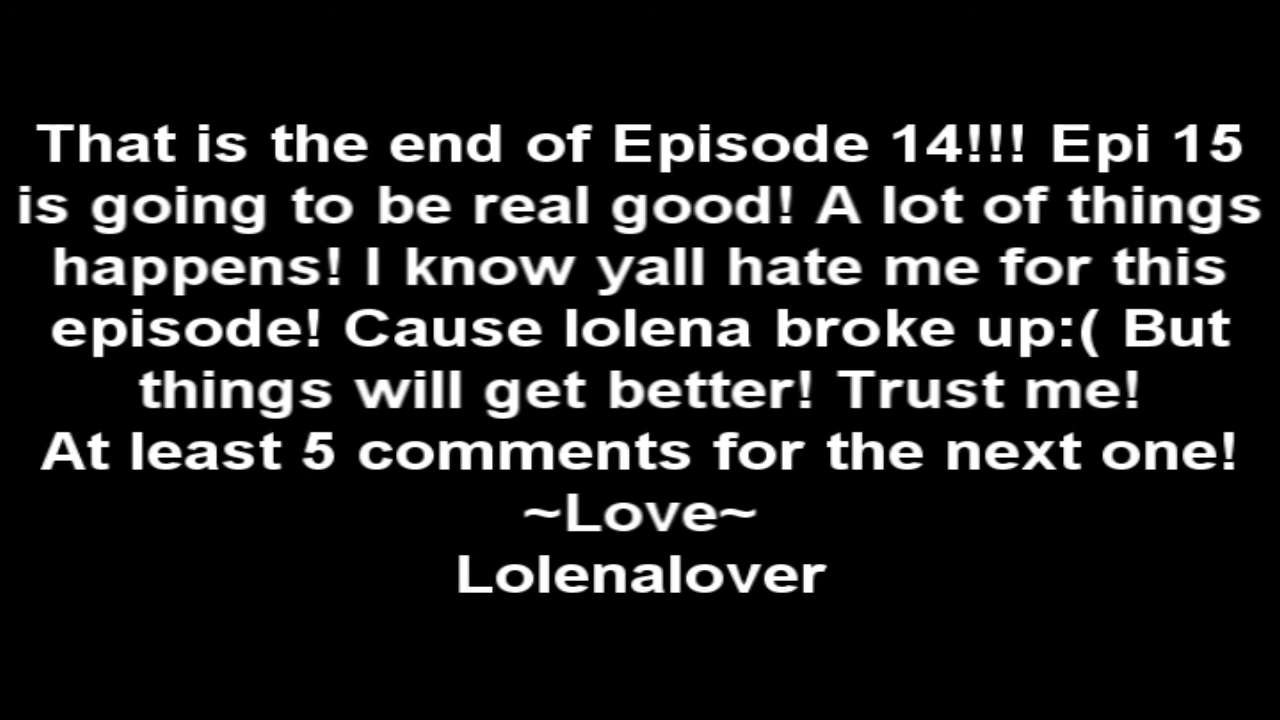 That is the end of Episode 14!!! Epi 15
is going to be real good! A lot of things
happens! I know yall hate me for this
episode! Cause lolena broke up:( But
things will get better! Trust me!
At least 5 comments for the next one!
~Love~
Lolenalover